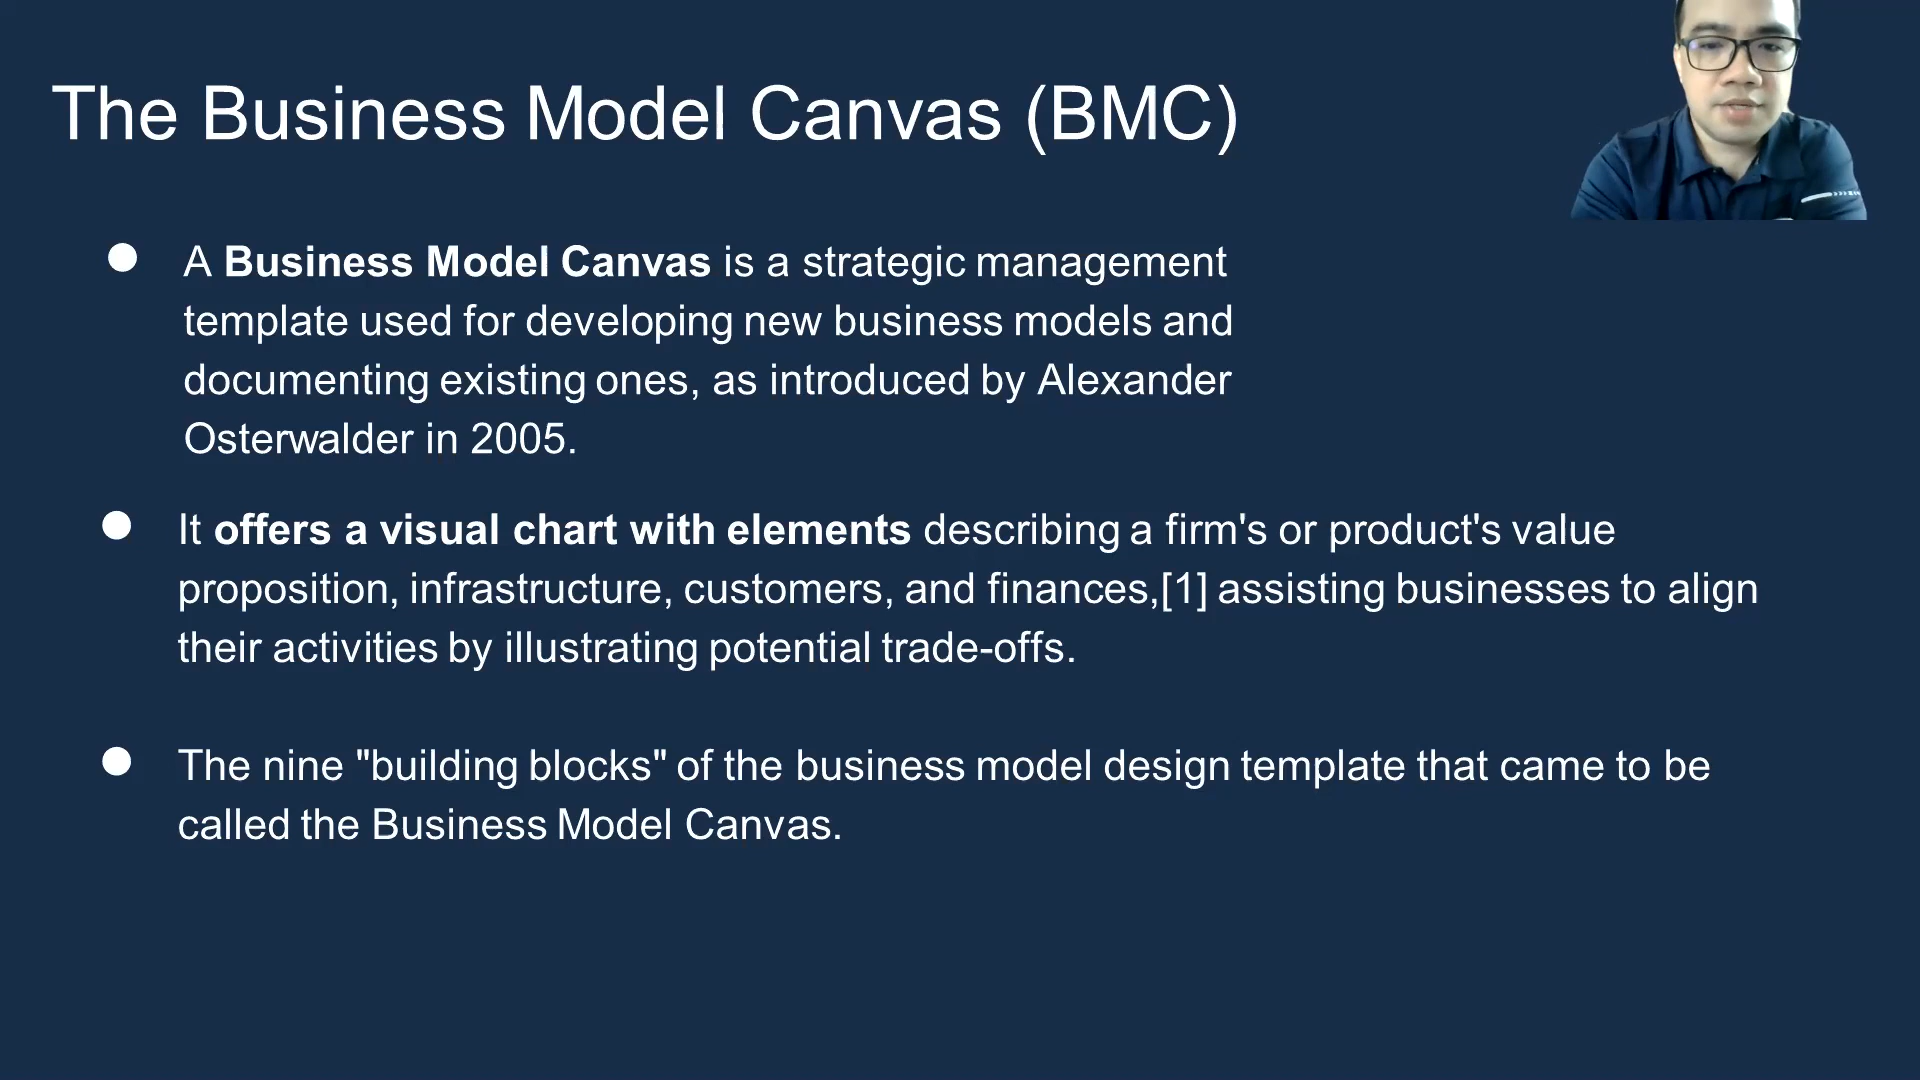 The Business Model Canvas (BMC)
● A Business Model Canvas is a strategic management
template used for developing new business models and
documenting existing ones, as introduced by Alexander
Osterwalder in 2005.
● It offers a visual chart with elements describing a firm's or product's value
proposition, infrastructure, customers, and finances,[1] assisting businesses to align
their activities by illustrating potential trade-offs.
● The nine "building blocks" of the business model design template that came to be
called the Business Model Canvas.